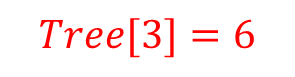 Tree[3] = 6